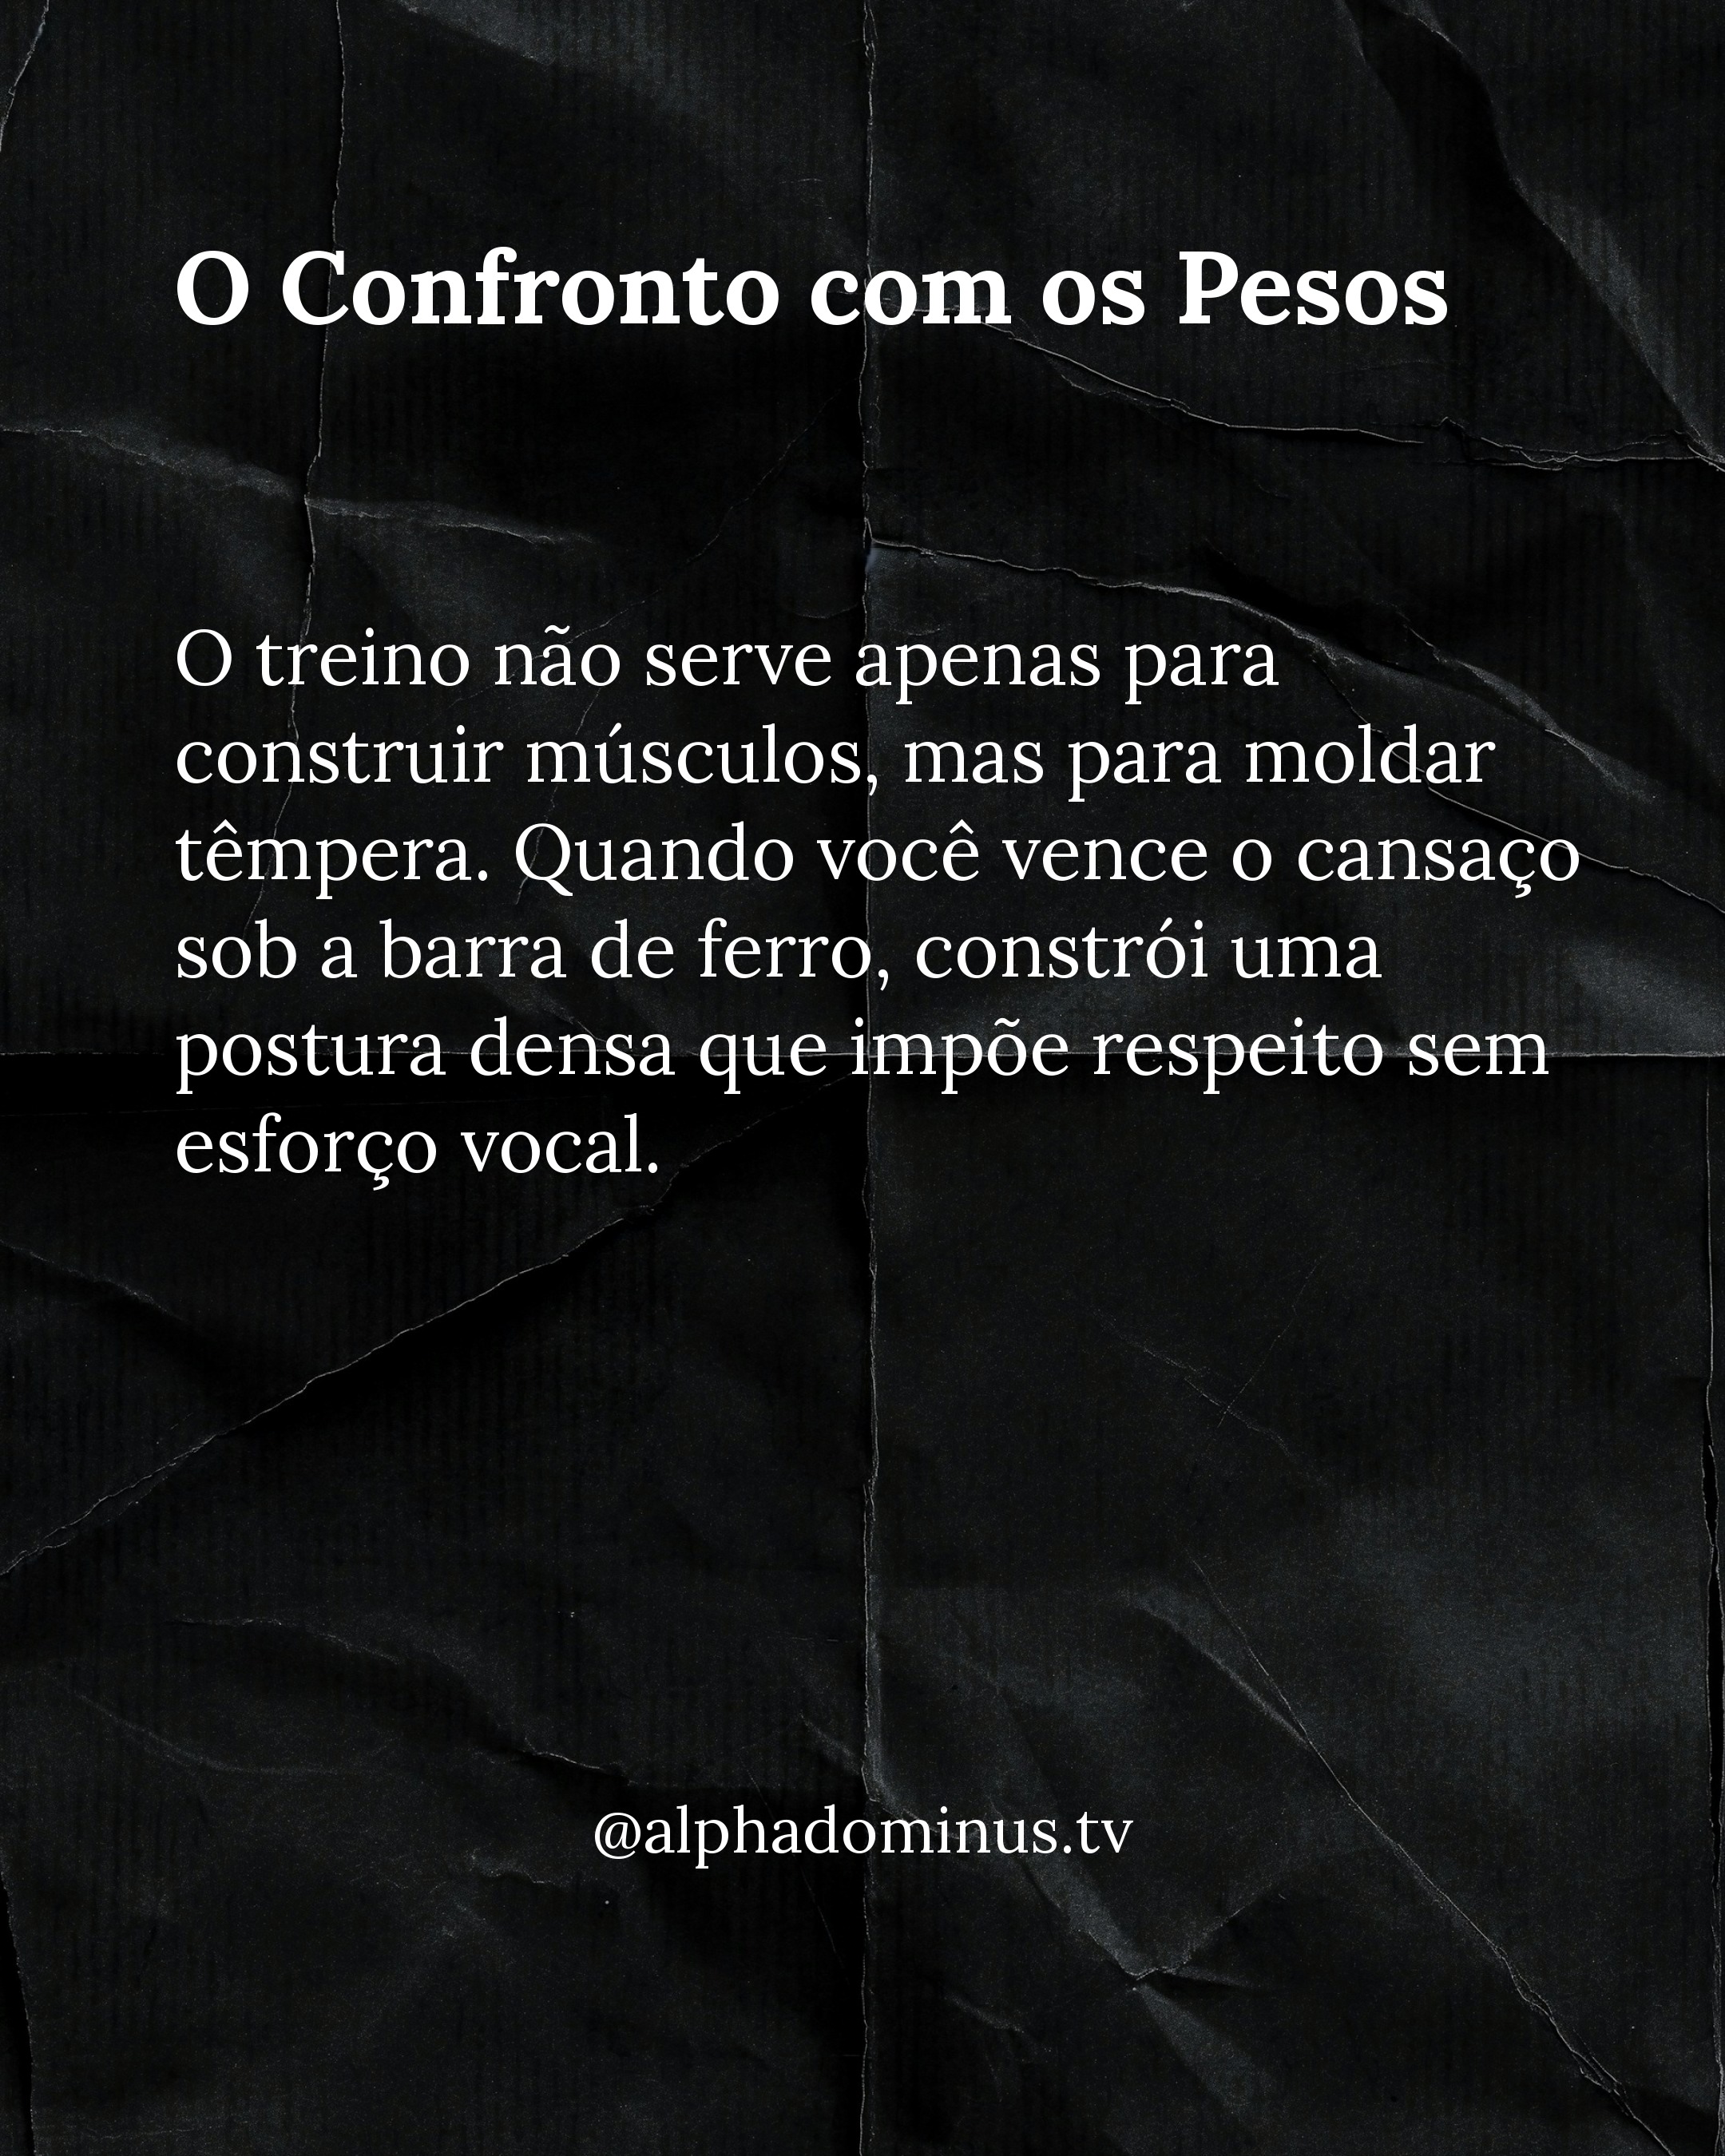 O Confronto com os Pesos
O treino não serve apenas para
construir músculos, mas para moldar
têmpera. Quando você vence o cansaço
sob a barra de ferro, constrói uma
postura densa que impõe respeito sem
esforço vocal.
@alphadominus.tv